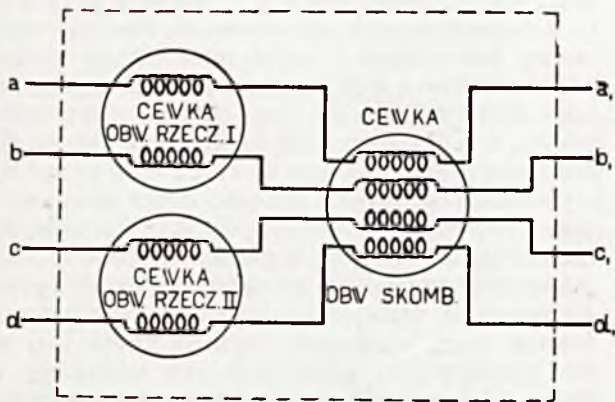 a
CEWKA
OBW. RZECZ. I
b
c
CEWKA
OBW. RZECZ. II
d
CEWKA
OBW SKOMB.
a,
b,
c,
d,